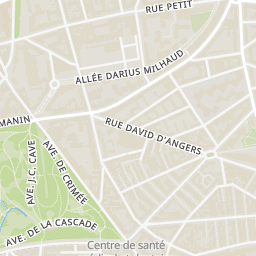 RUE PETIT
ALLÉE DARIUS MILHAUD
MANIN
RUE DAVID D'ANGERS
AVE. J.C. CAVE
AVE. DE CRIMÉE
AVE. DE LA CASCADE
Centre de santé